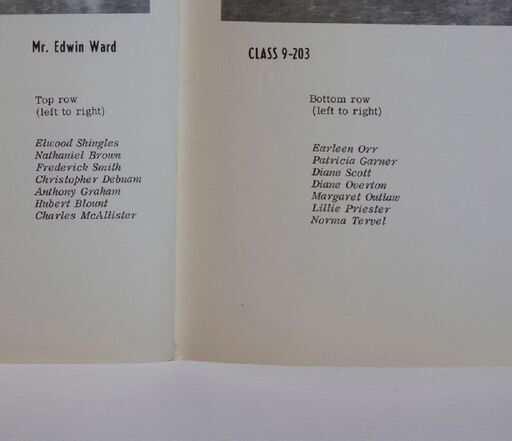 Mr. Edwin Ward
Top row
(left to right)
Elwood Shingles
Nathaniel Brown
Frederick Smith
Christopher Debnam
Anthony Graham
Hubert Blount
Charles McAllister
CLASS 9-203
Bottom row
(left to right)
Earleen Orr
Patricia Garner
Diane Scott
Diane Overton
Margaret Outlaw
Lillie Priester
Norma Tervel